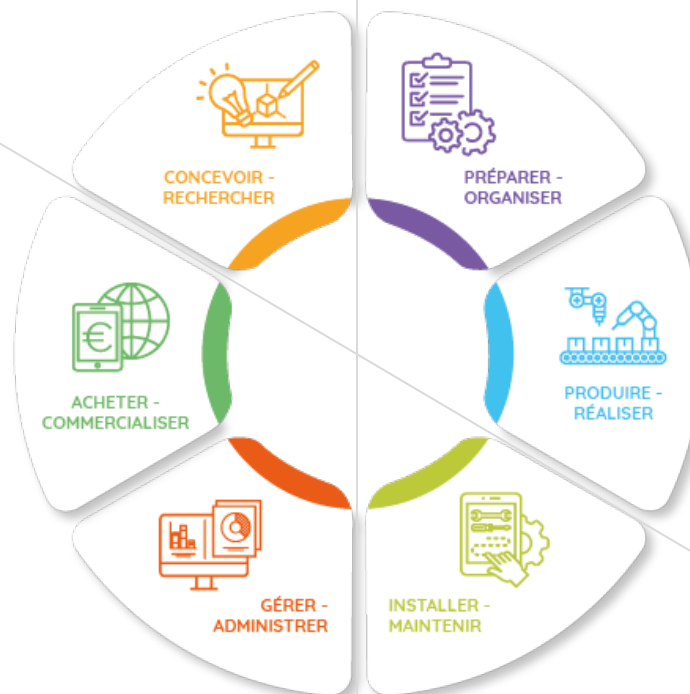 CONCEVOIR -
RECHERCHER
PRÉPARER -
ORGANISER
ACHETER -
COMMERCIALISER
PRODUIRE -
RÉALISER
GÉRER -
ADMINISTRER
INSTALLER -
MAINTENIR